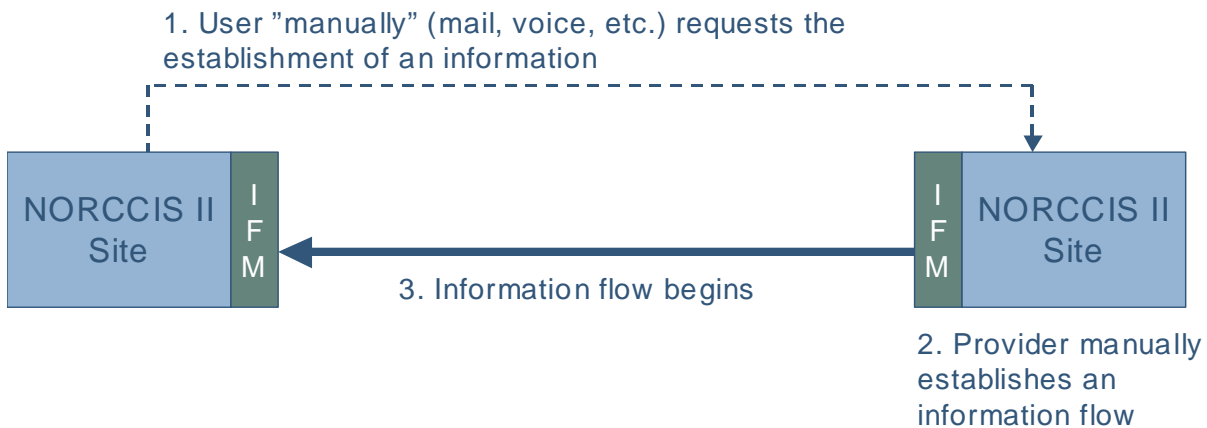 1. User ”manually” (mail, voice, etc.) requests the
establishment of an information
NORCCIS II
Site
I
F
M
I
F
M
NORCCIS II
Site
3. Information flow begins
2. Provider manually
establishes an
information flow